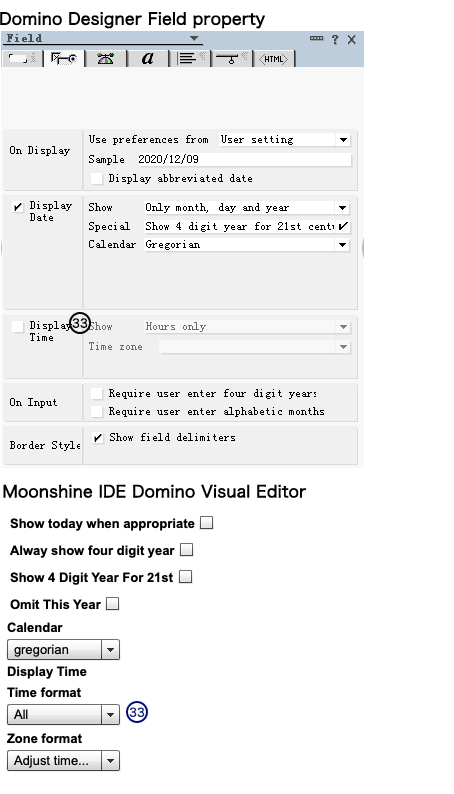 Domino Designer Field property
Field
? X
i a HTML
On Display
Use preferences from User setting
Sample 2020/12/09
Display abbreviated date
Display Date
Show Only month, day and year
Special Show 4 digit year for 21st centu
Calendar Gregorian
Display Time
33
Show Hours only
Time zone
On Input
Require user enter four digit years
Require user enter alphabetic months
Border Style
Show field delimiters
Moonshine IDE Domino Visual Editor
Show today when appropriate
Alway show four digit year
Show 4 Digit Year For 21st
Omit This Year
Calendar
gregorian
Display Time
Time format
All
33
Zone format
Adjust time...